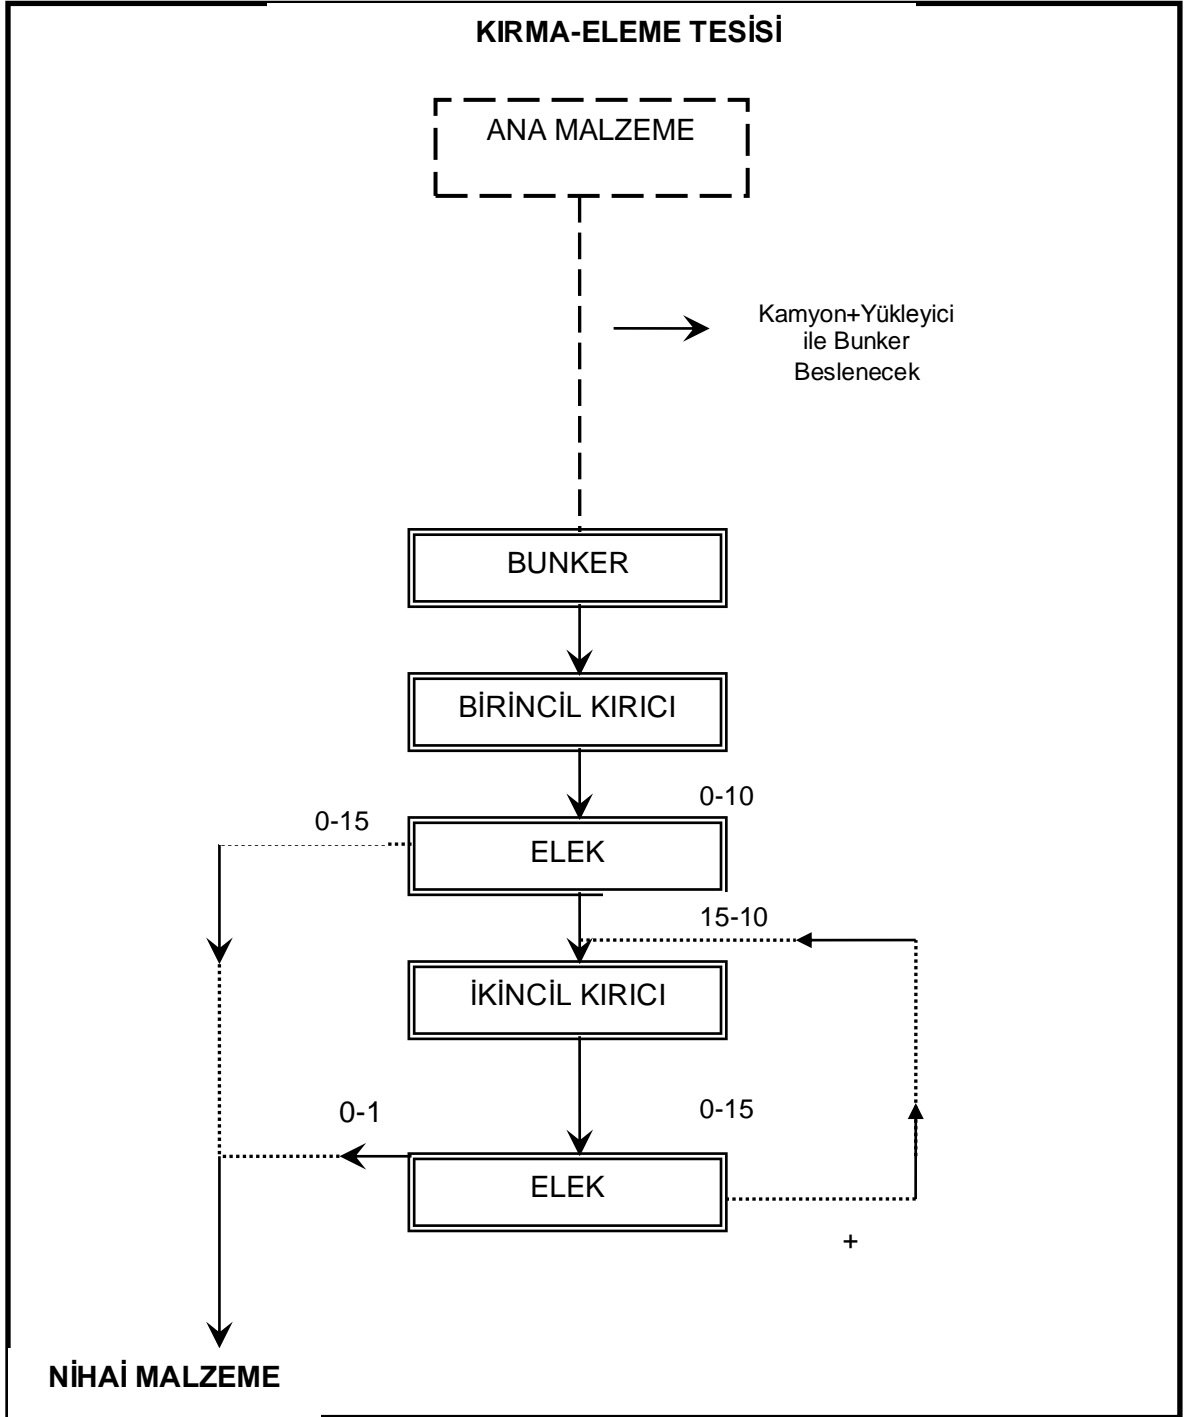 KIRMA-ELEME TESİSİ
ANA MALZEME
Kamyon+Yükleyici
ile Bunker
Beslenecek
BUNKER
BİRİNCİL KIRICI
0-10
0-15
ELEK
15-10
İKİNCİL KIRICI
0-1
0-15
ELEK
+
NİHAİ MALZEME